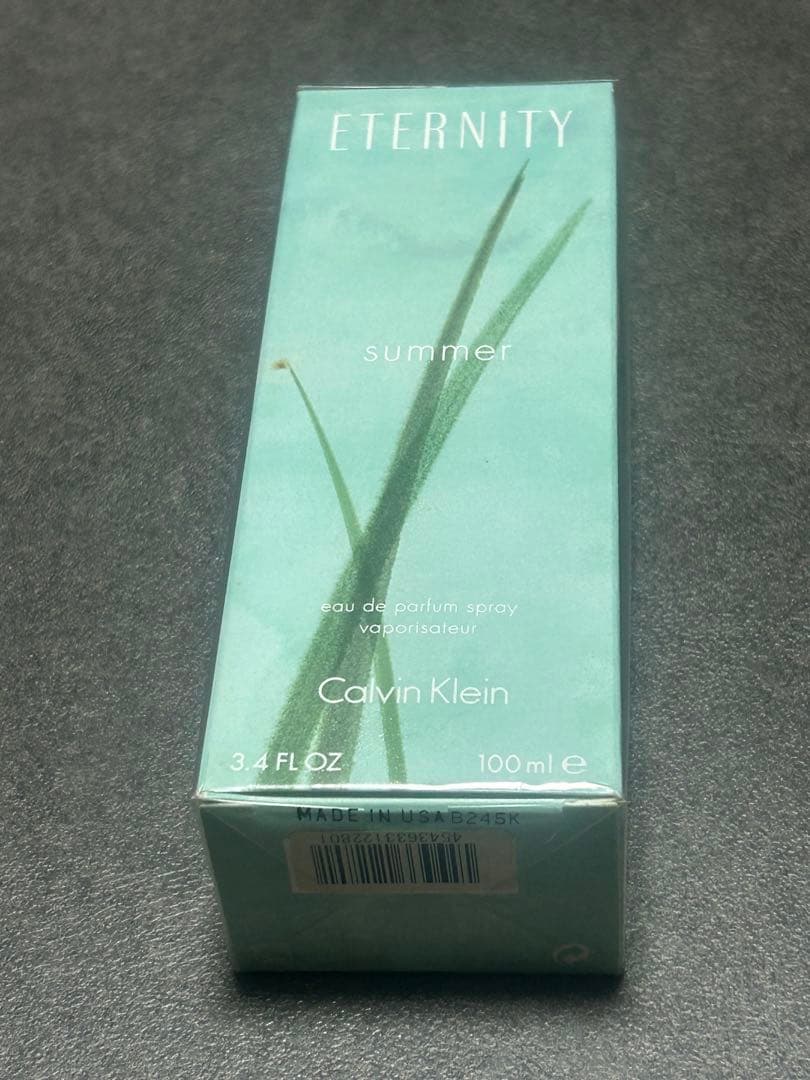 ETERNITY
summer
eau de parfum spray
vaporisateur
Calvin Klein
3.4 FL OZ 100 ml ℮
MADE IN USA B245K
4543633122801